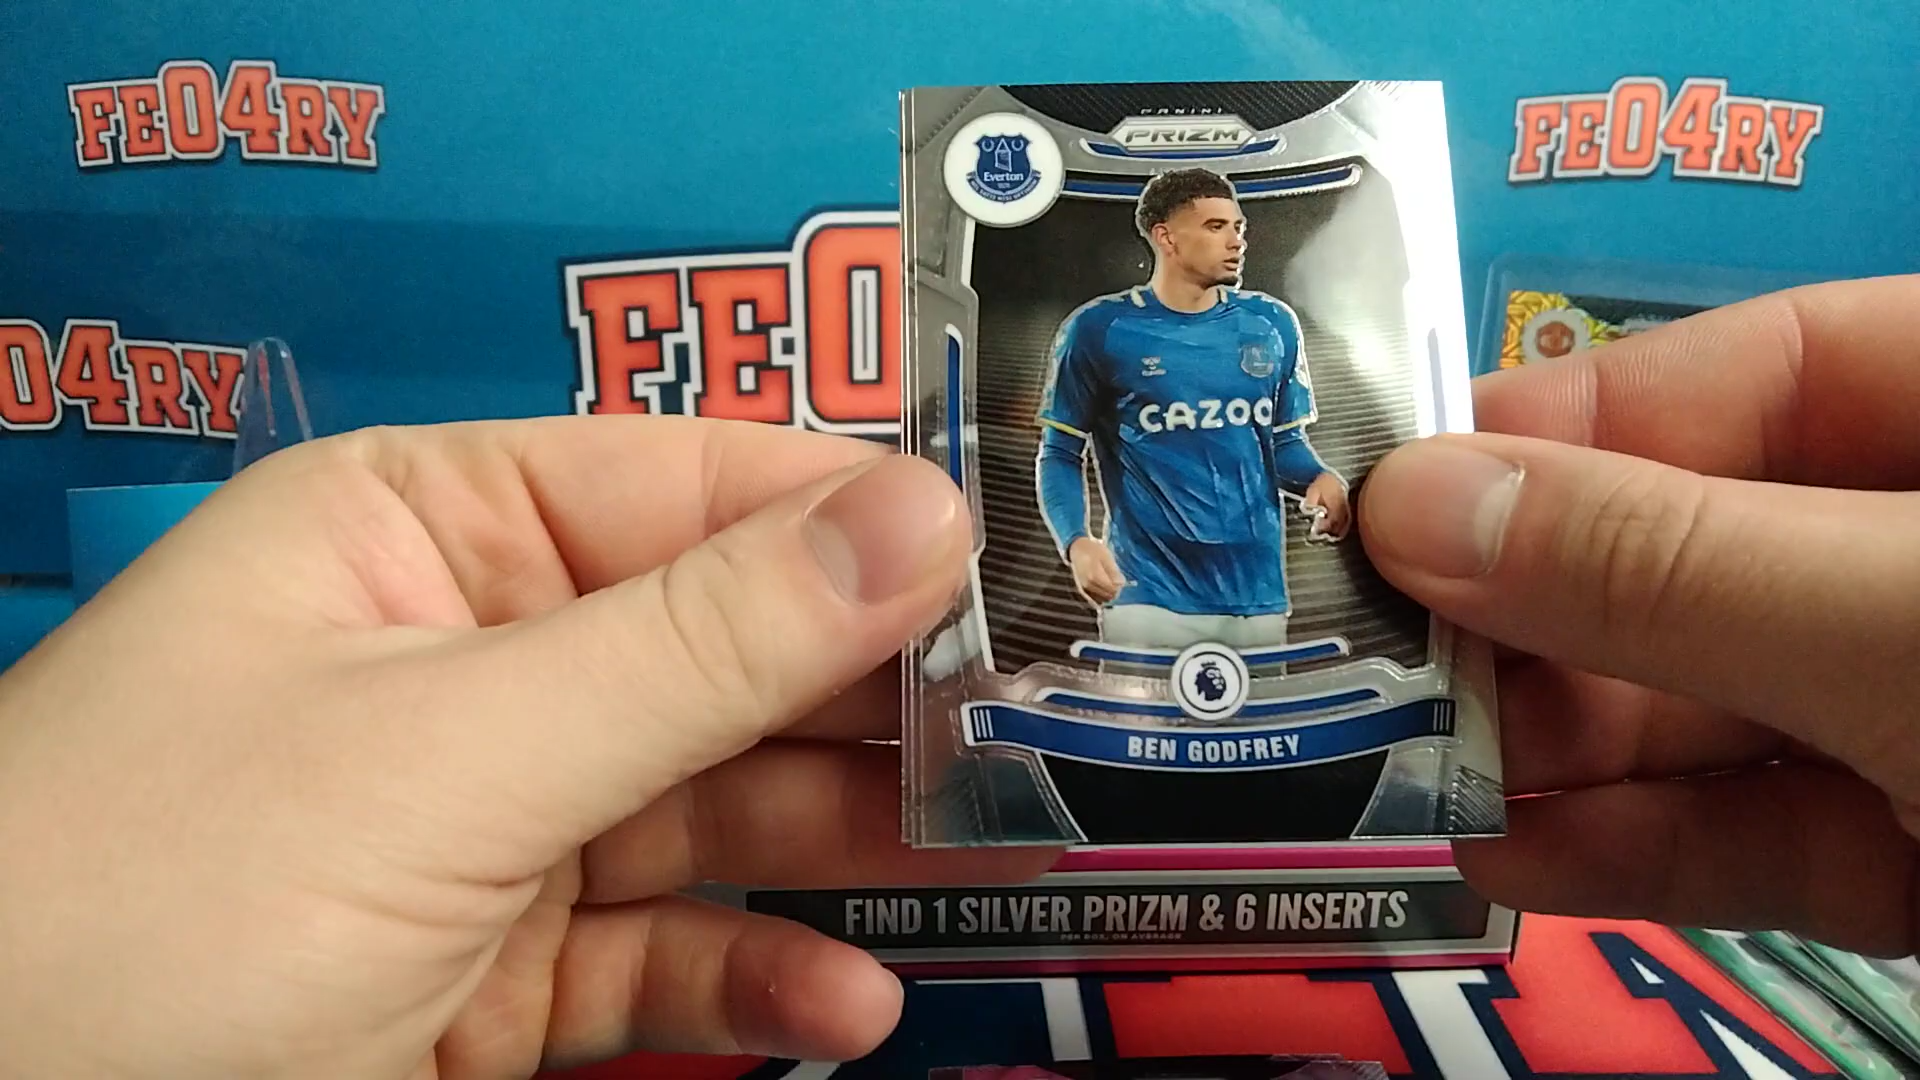 FE04RY
FE04RY
04RY
FE0
PANINI
PRIZM
Everton
1878
CAZOO
BEN GODFREY
FIND 1 SILVER PRIZM & 6 INSERTS
PER BOX, ON AVERAGE